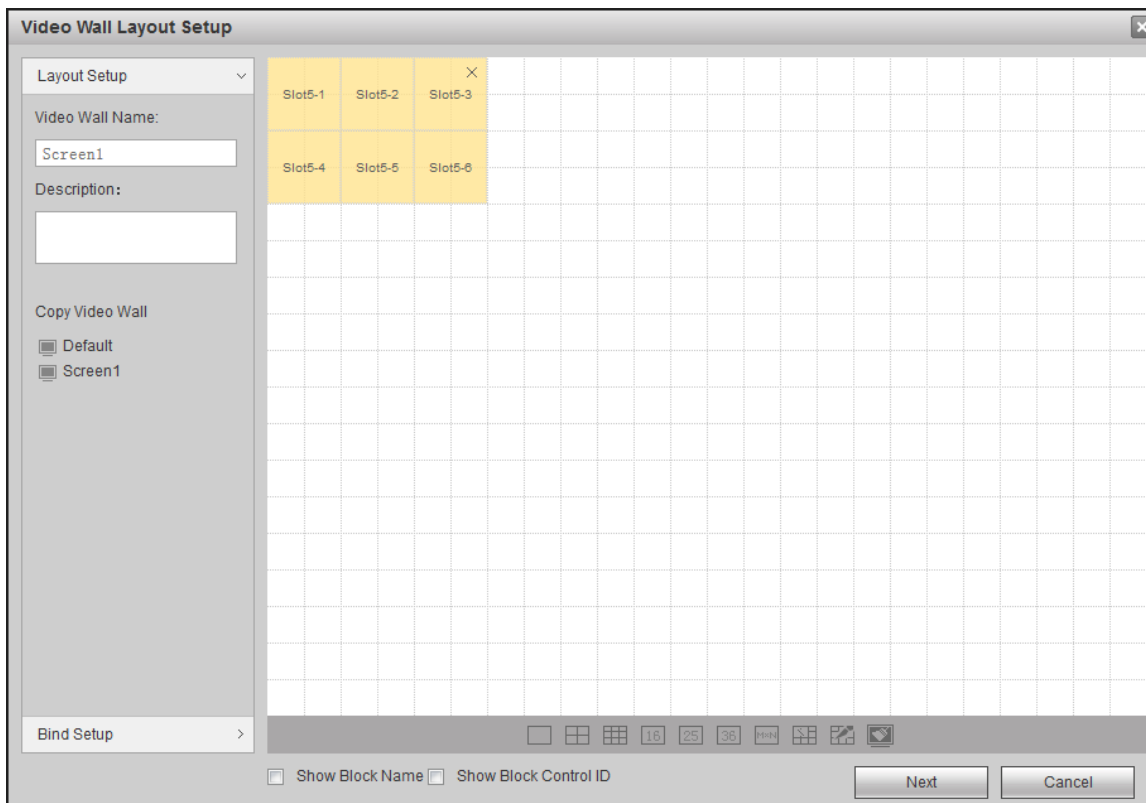 Video Wall Layout Setup
Layout Setup
Video Wall Name:
Screen1
Description:
Copy Video Wall
Default
Screen1
Bind Setup
Slot5-1 Slot5-2 Slot5-3
Slot5-4 Slot5-5 Slot5-6
16 25 36 M×N
Show Block Name Show Block Control ID
Next Cancel